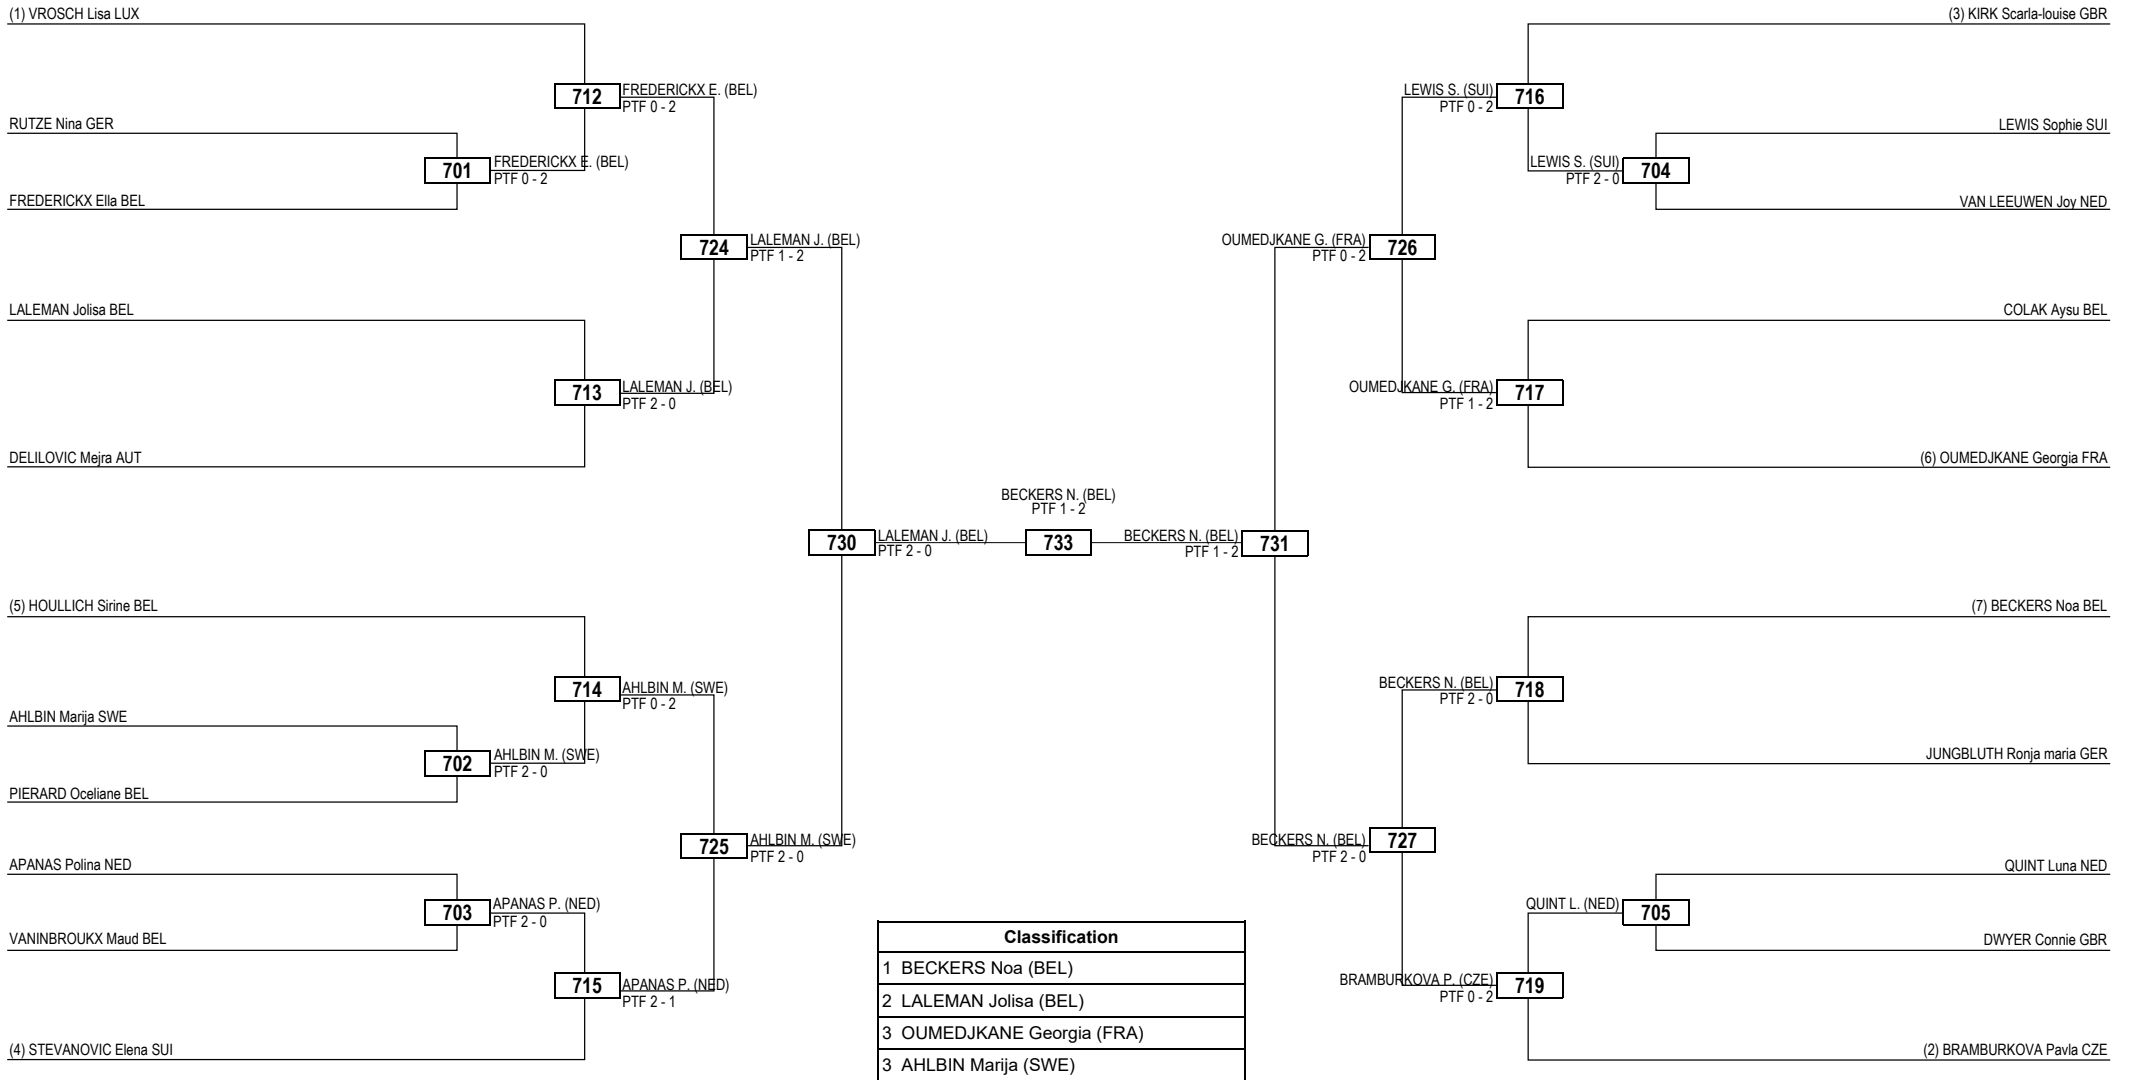 (1) VROSCH Lisa LUX
(3) KIRK Scarla-louise GBR
712
FREDERICKX E. (BEL)
PTF 0 - 2
LEWIS S. (SUI)
PTF 0 - 2
716
RUTZE Nina GER
LEWIS Sophie SUI
701
FREDERICKX E. (BEL)
PTF 0 - 2
LEWIS S. (SUI)
PTF 2 - 0
704
FREDERICKX Ella BEL
VAN LEEUWEN Joy NED
724
LALEMAN J. (BEL)
PTF 1 - 2
OUMEDJKANE G. (FRA)
PTF 0 - 2
726
LALEMAN Jolisa BEL
COLAK Aysu BEL
713
LALEMAN J. (BEL)
PTF 2 - 0
OUMEDJKANE G. (FRA)
PTF 1 - 2
717
DELILOVIC Mejra AUT
(6) OUMEDJKANE Georgia FRA
BECKERS N. (BEL)
PTF 1 - 2
730
LALEMAN J. (BEL)
PTF 2 - 0
733
BECKERS N. (BEL)
PTF 1 - 2
731
(5) HOULLICH Sirine BEL
(7) BECKERS Noa BEL
714
AHLBIN M. (SWE)
PTF 0 - 2
BECKERS N. (BEL)
PTF 2 - 0
718
AHLBIN Marija SWE
702
AHLBIN M. (SWE)
PTF 2 - 0
JUNGBLUTH Ronja maria GER
PIERARD Oceliane BEL
725
AHLBIN M. (SWE)
PTF 2 - 0
BECKERS N. (BEL)
PTF 2 - 0
727
APANAS Polina NED
QUINT Luna NED
703
APANAS P. (NED)
PTF 2 - 0
QUINT L. (NED)
705
VANINBROUKX Maud BEL
DWYER Connie GBR
715
APANAS P. (NED)
PTF 2 - 1
BRAMBURKOVA P. (CZE)
PTF 0 - 2
719
(4) STEVANOVIC Elena SUI
(2) BRAMBURKOVA Pavla CZE
Classification
1 BECKERS Noa (BEL)
2 LALEMAN Jolisa (BEL)
3 OUMEDJKANE Georgia (FRA)
3 AHLBIN Marija (SWE)